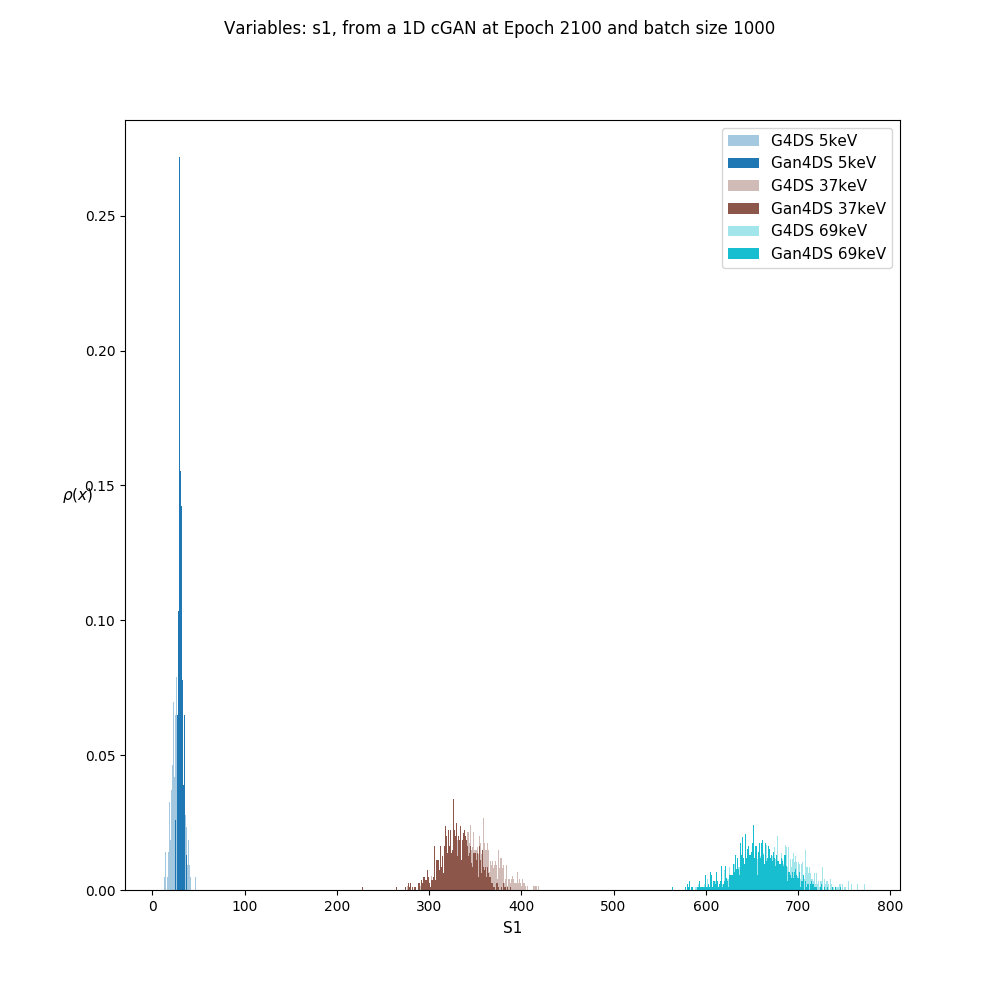 Variables: s1, from a 1D cGAN at Epoch 2100 and batch size 1000
G4DS 5keV
Gan4DS 5keV
G4DS 37keV
Gan4DS 37keV
G4DS 69keV
Gan4DS 69keV
0.25
0.20
0.15
ρ(x)
0.10
0.05
0.00
0 100 200 300 400 500 600 700 800
S1